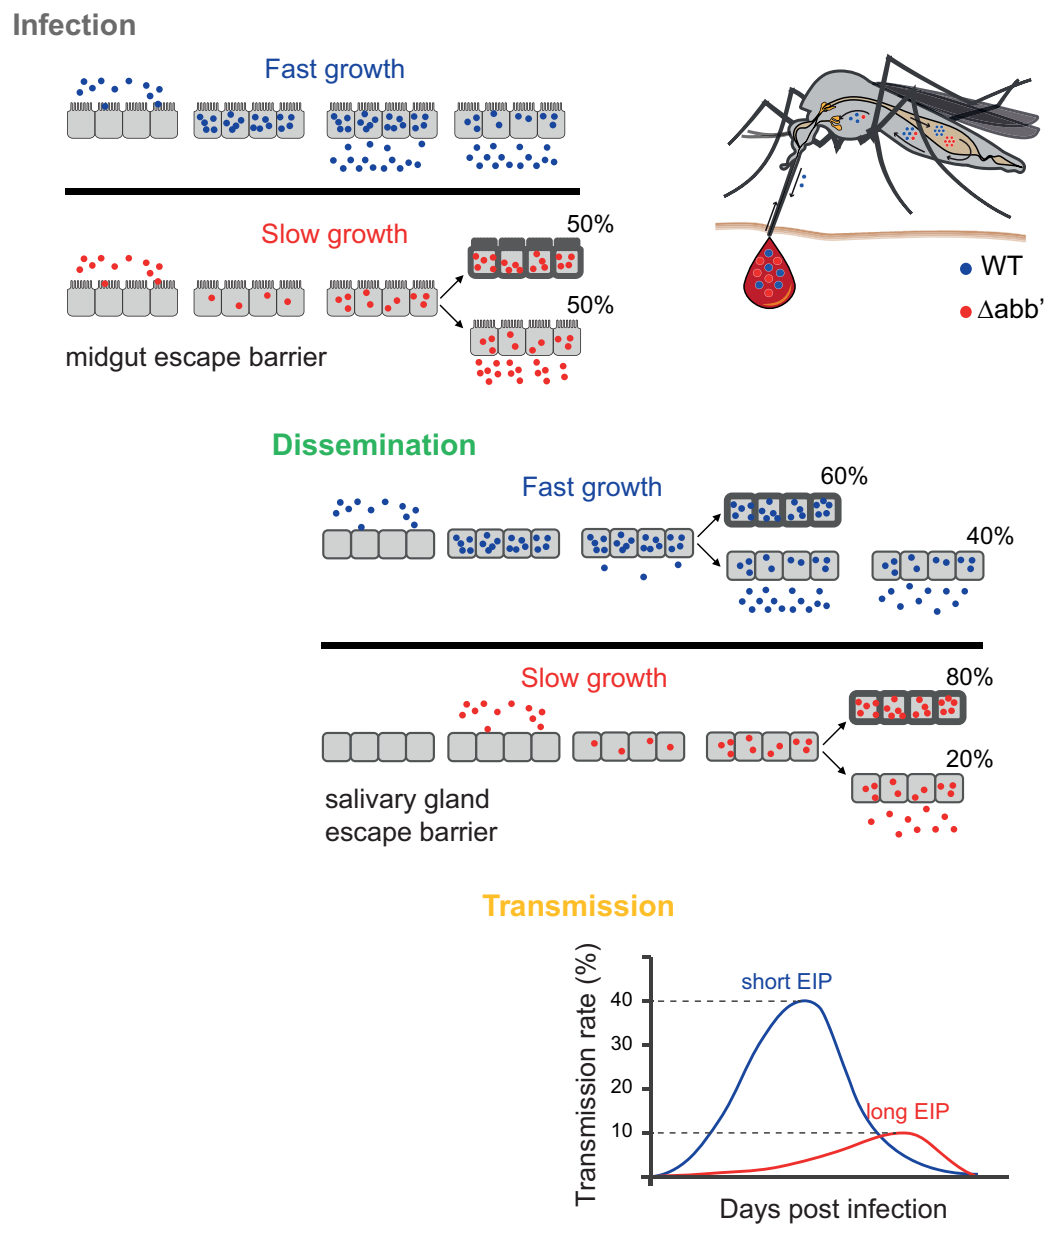 Infection
Fast growth
Slow growth
50%
50%
midgut escape barrier
WT
Δabb’
Dissemination
Fast growth
60%
40%
Slow growth
80%
20%
salivary gland
escape barrier
Transmission
Transmission rate (%)
40
30
20
10
short EIP
long EIP
Days post infection